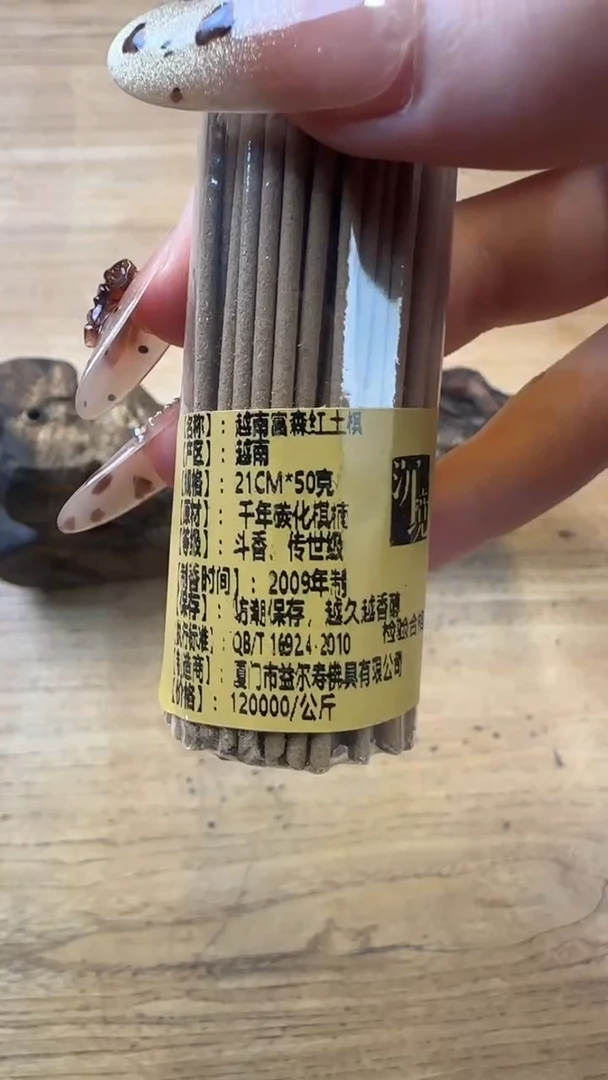 名称】：越南富森红土棋
产区】：越南
规格】：21CM*50克
原材】：千年碳化棋楠
等级】：斗香、传世级
【制香时间】：2009年制
保存】：防潮保存，越久越香醇
检验合格
执行标准】：QB/T 1692.4-2010
制造商】：厦门市益尔寿佛具有限公司
价格】：120000/公斤